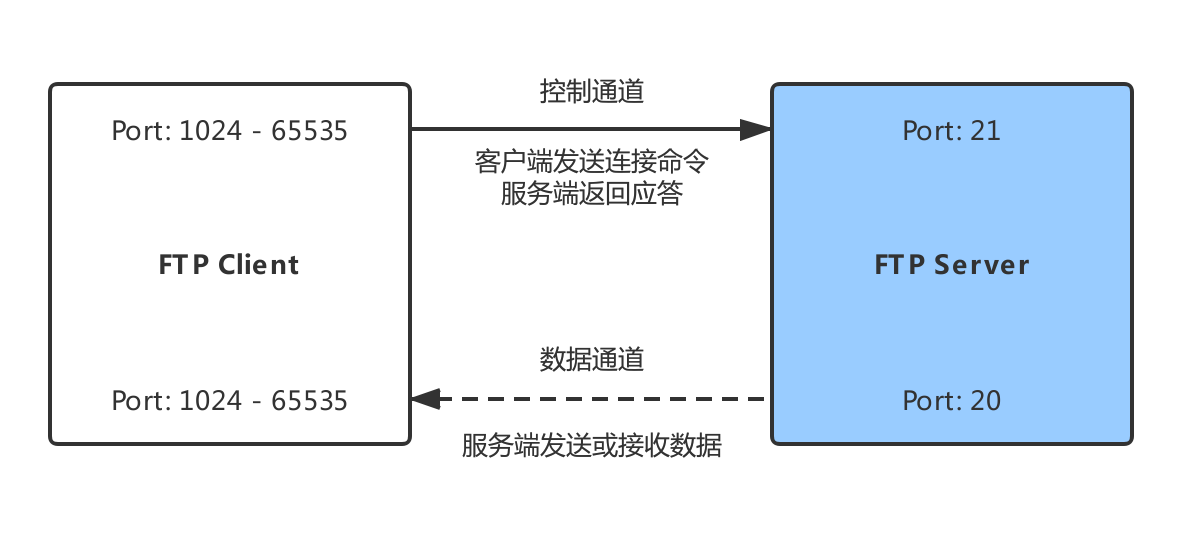 控制通道
Port: 1024 - 65535
Port: 21
客户端发送连接命令
服务端返回应答
FTP Client
FTP Server
数据通道
Port: 1024 - 65535
Port: 20
服务端发送或接收数据